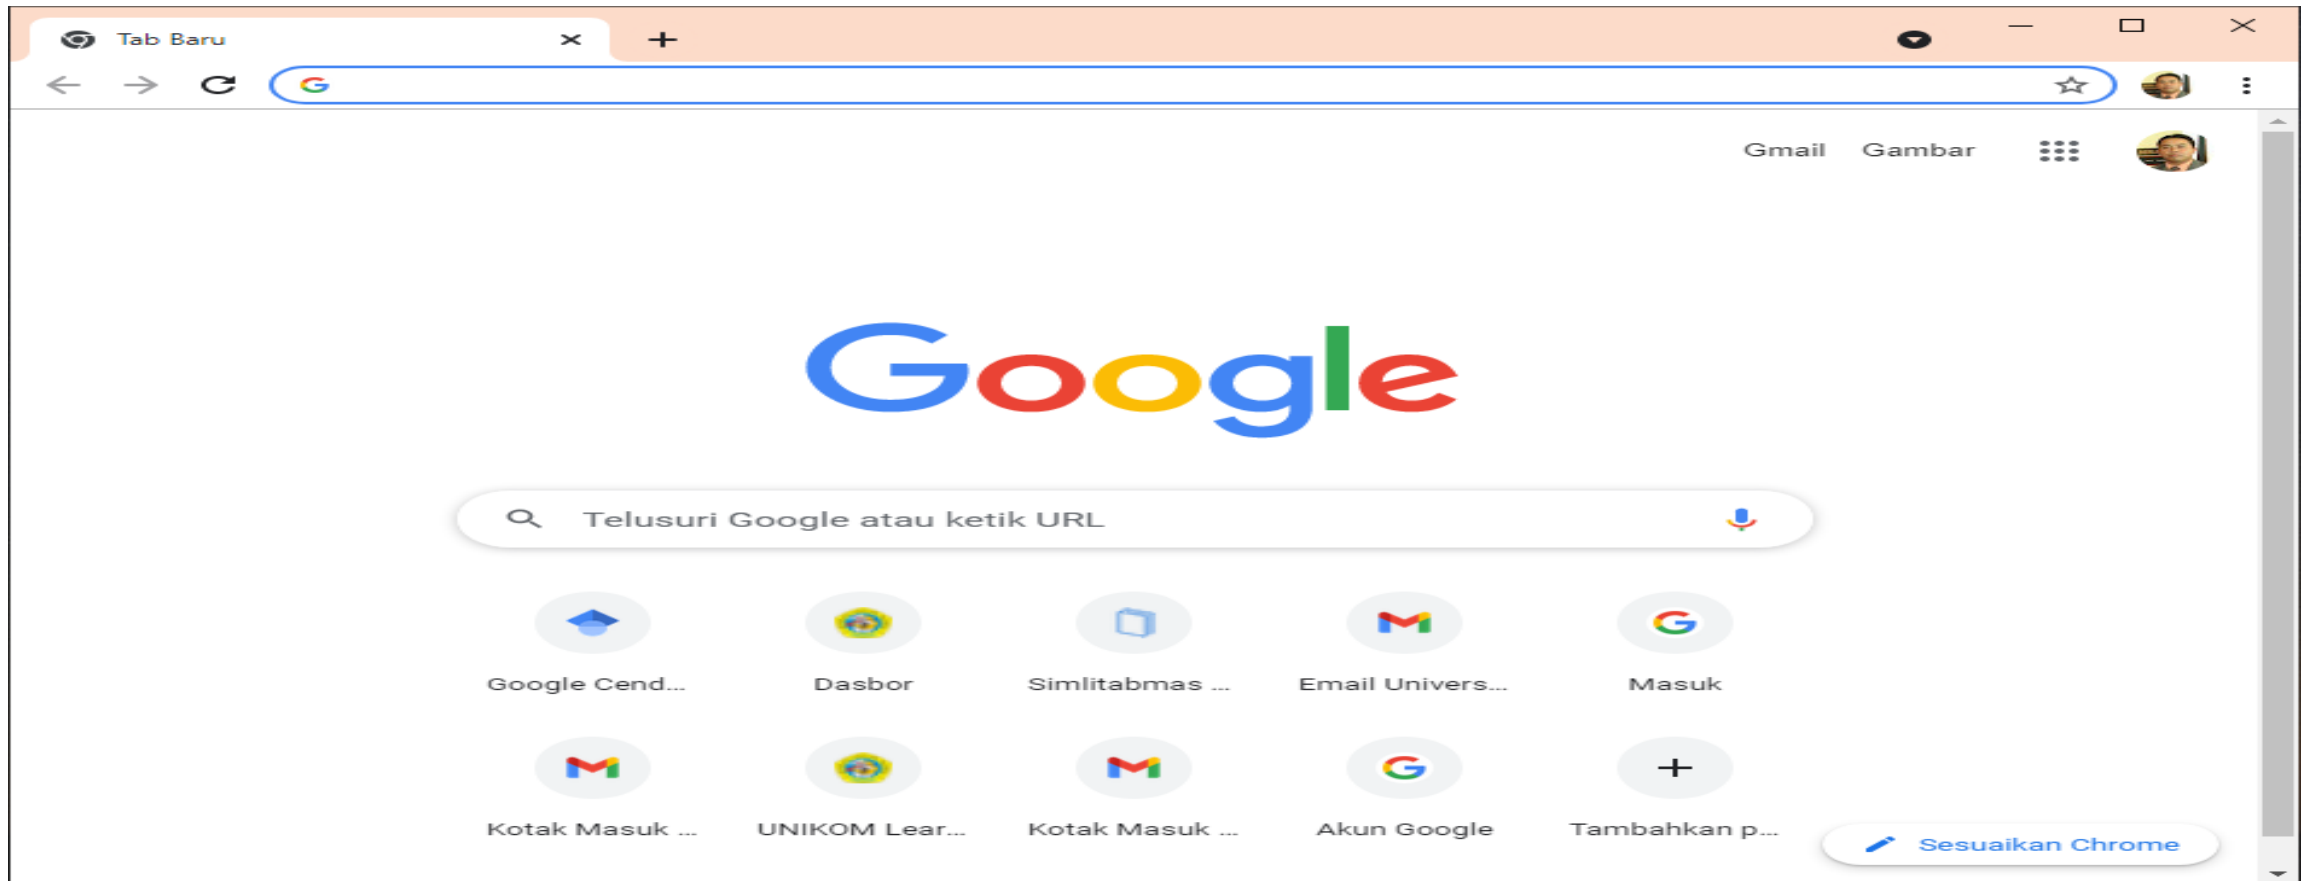 Tab Baru
Gmail Gambar
Google
Telusuri Google atau ketik URL
Google Cend... Dasbor Simlitabmas ... Email Univers... Masuk
Kotak Masuk ... UNIKOM Lear... Kotak Masuk ... Akun Google Tambahkan p...
Sesuaikan Chrome